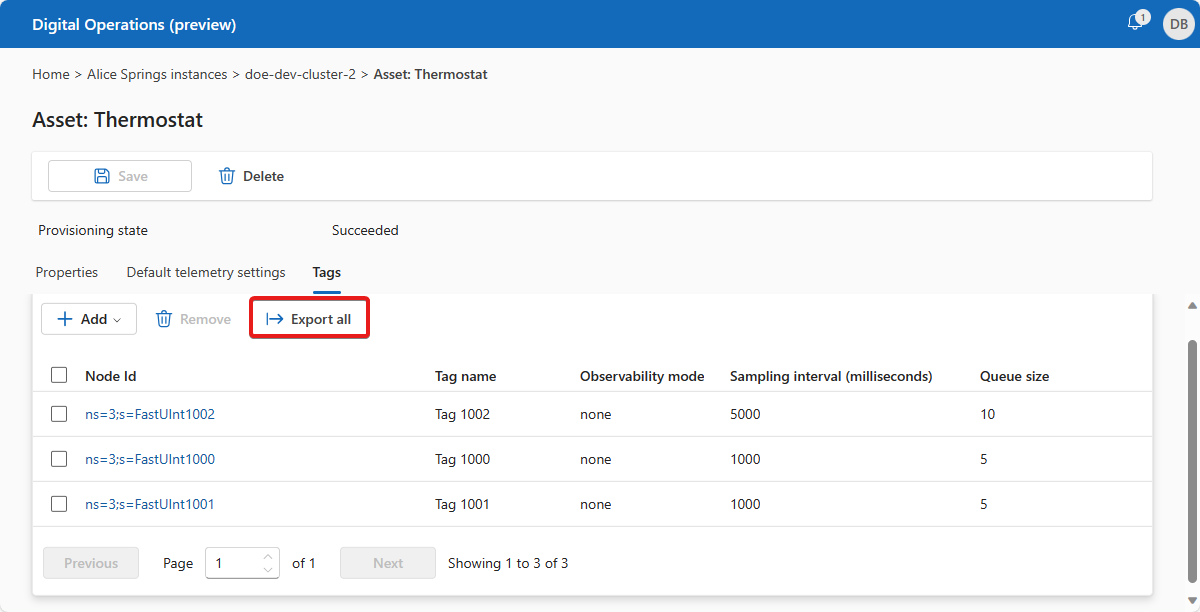 Digital Operations (preview)
1
DB
Home > Alice Springs instances > doe-dev-cluster-2 > Asset: Thermostat
Asset: Thermostat
Save Delete
Provisioning state Succeeded
Properties Default telemetry settings Tags
Add Remove Export all
Node Id Tag name Observability mode Sampling interval (milliseconds) Queue size
ns=3;s=FastUInt1002 Tag 1002 none 5000 10
ns=3;s=FastUInt1000 Tag 1000 none 1000 5
ns=3;s=FastUInt1001 Tag 1001 none 1000 5
Previous Page 1 of 1 Next Showing 1 to 3 of 3